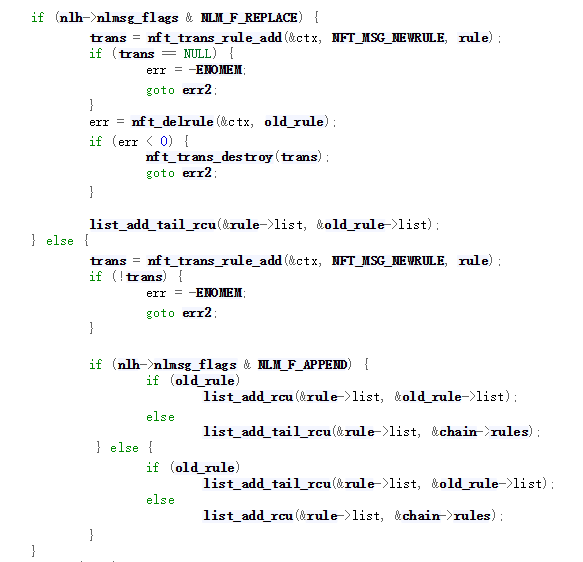 if (nlh->nlmsg_flags & NLM_F_REPLACE) {
trans = nft_trans_rule_add(&ctx, NFT_MSG_NEWRULE, rule);
if (trans == NULL) {
err = -ENOMEM;
goto err2;
}
err = nft_delrule(&ctx, old_rule);
if (err < 0) {
nft_trans_destroy(trans);
goto err2;
}
list_add_tail_rcu(&rule->list, &old_rule->list);
} else {
trans = nft_trans_rule_add(&ctx, NFT_MSG_NEWRULE, rule);
if (!trans) {
err = -ENOMEM;
goto err2;
}
if (nlh->nlmsg_flags & NLM_F_APPEND) {
if (old_rule)
list_add_rcu(&rule->list, &old_rule->list);
else
list_add_tail_rcu(&rule->list, &chain->rules);
} else {
if (old_rule)
list_add_tail_rcu(&rule->list, &old_rule->list);
else
list_add_rcu(&rule->list, &chain->rules);
}
}